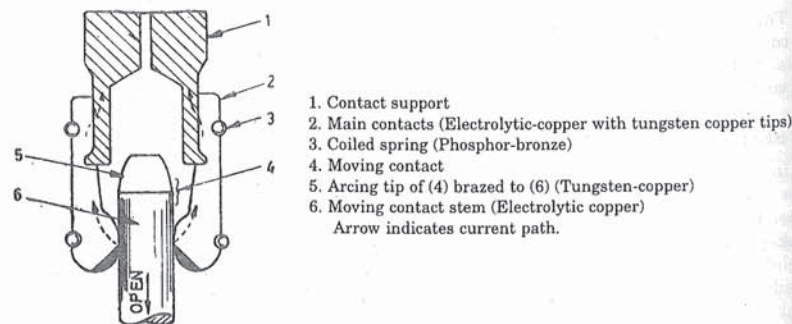 1
2
3
4
5
6
OPEN
1. Contact support
2. Main contacts (Electrolytic-copper with tungsten copper tips)
3. Coiled spring (Phosphor-bronze)
4. Moving contact
5. Arcing tip of (4) brazed to (6) (Tungsten-copper)
6. Moving contact stem (Electrolytic copper)
Arrow indicates current path.